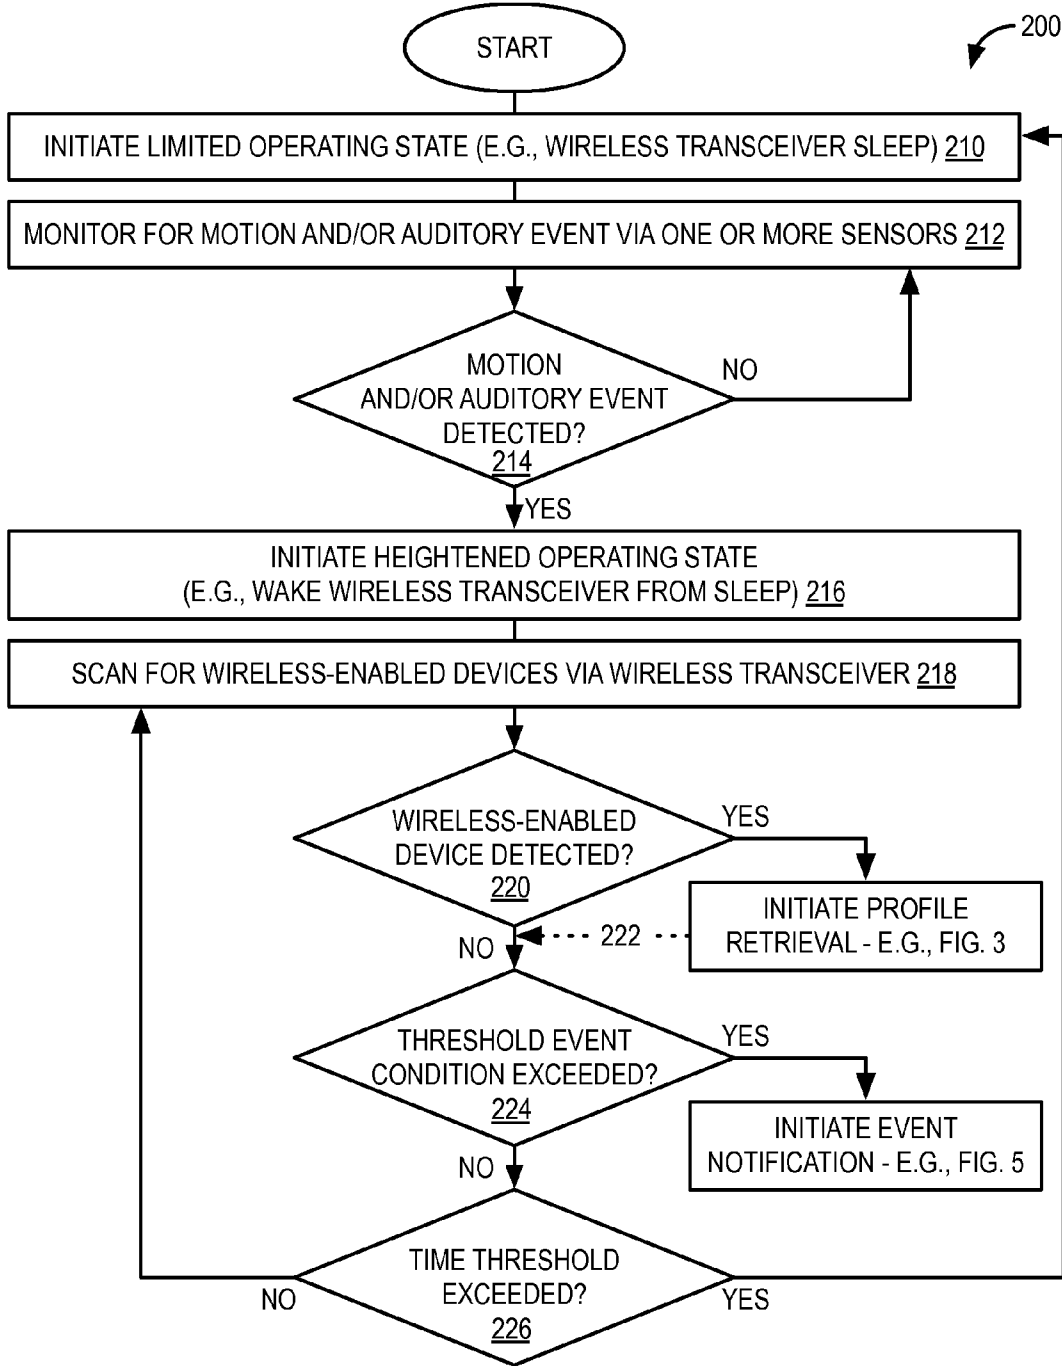 START
200
INITIATE LIMITED OPERATING STATE (E.G., WIRELESS TRANSCEIVER SLEEP) 210
MONITOR FOR MOTION AND/OR AUDITORY EVENT VIA ONE OR MORE SENSORS 212
MOTION
AND/OR AUDITORY EVENT
DETECTED?
214
NO
YES
INITIATE HEIGHTENED OPERATING STATE
(E.G., WAKE WIRELESS TRANSCEIVER FROM SLEEP) 216
SCAN FOR WIRELESS-ENABLED DEVICES VIA WIRELESS TRANSCEIVER 218
WIRELESS-ENABLED
DEVICE DETECTED?
220
YES
INITIATE PROFILE
RETRIEVAL - E.G., FIG. 3
222
NO
THRESHOLD EVENT
CONDITION EXCEEDED?
224
YES
INITIATE EVENT
NOTIFICATION - E.G., FIG. 5
NO
TIME THRESHOLD
EXCEEDED?
226
NO
YES